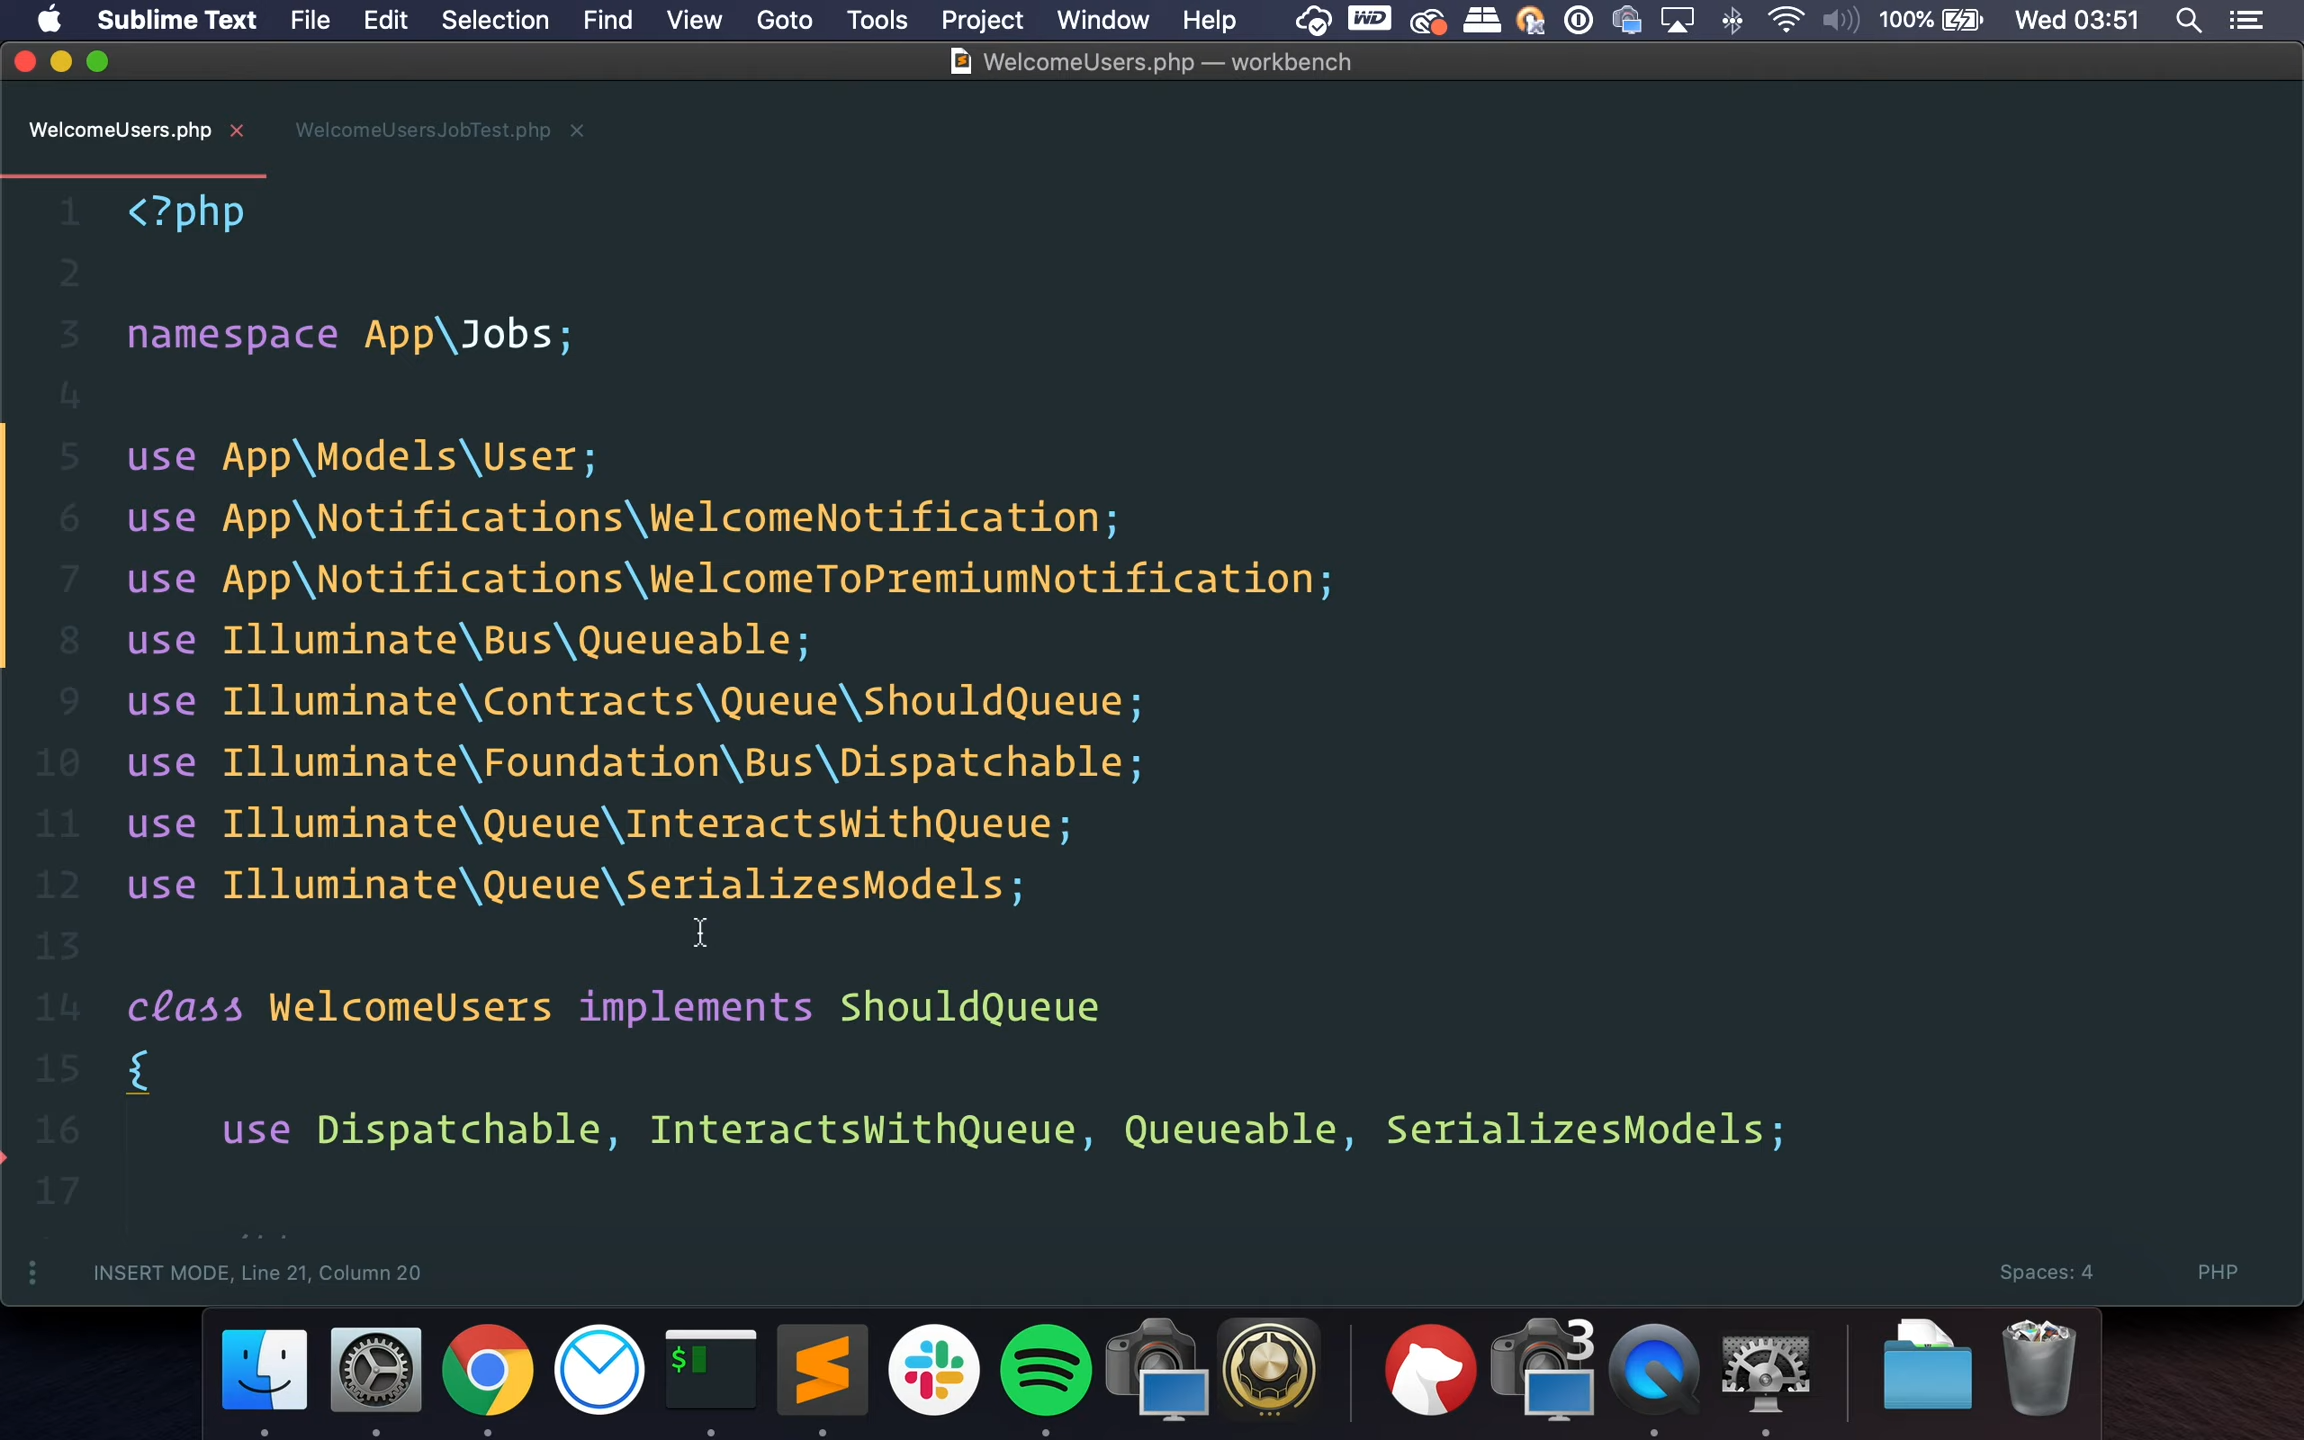 Sublime Text File Edit Selection Find View Goto Tools Project Window Help WD 100% Wed 03:51
WelcomeUsers.php — workbench
WelcomeUsers.php × WelcomeUsersJobTest.php ×
1 <?php
2
3 namespace App\Jobs;
4
5 use App\Models\User;
6 use App\Notifications\WelcomeNotification;
7 use App\Notifications\WelcomeToPremiumNotification;
8 use Illuminate\Bus\Queueable;
9 use Illuminate\Contracts\Queue\ShouldQueue;
10 use Illuminate\Foundation\Bus\Dispatchable;
11 use Illuminate\Queue\InteractsWithQueue;
12 use Illuminate\Queue\SerializesModels;
13
14 class WelcomeUsers implements ShouldQueue
15 {
16 use Dispatchable, InteractsWithQueue, Queueable, SerializesModels;
17
INSERT MODE, Line 21, Column 20 Spaces: 4 PHP
$ 3